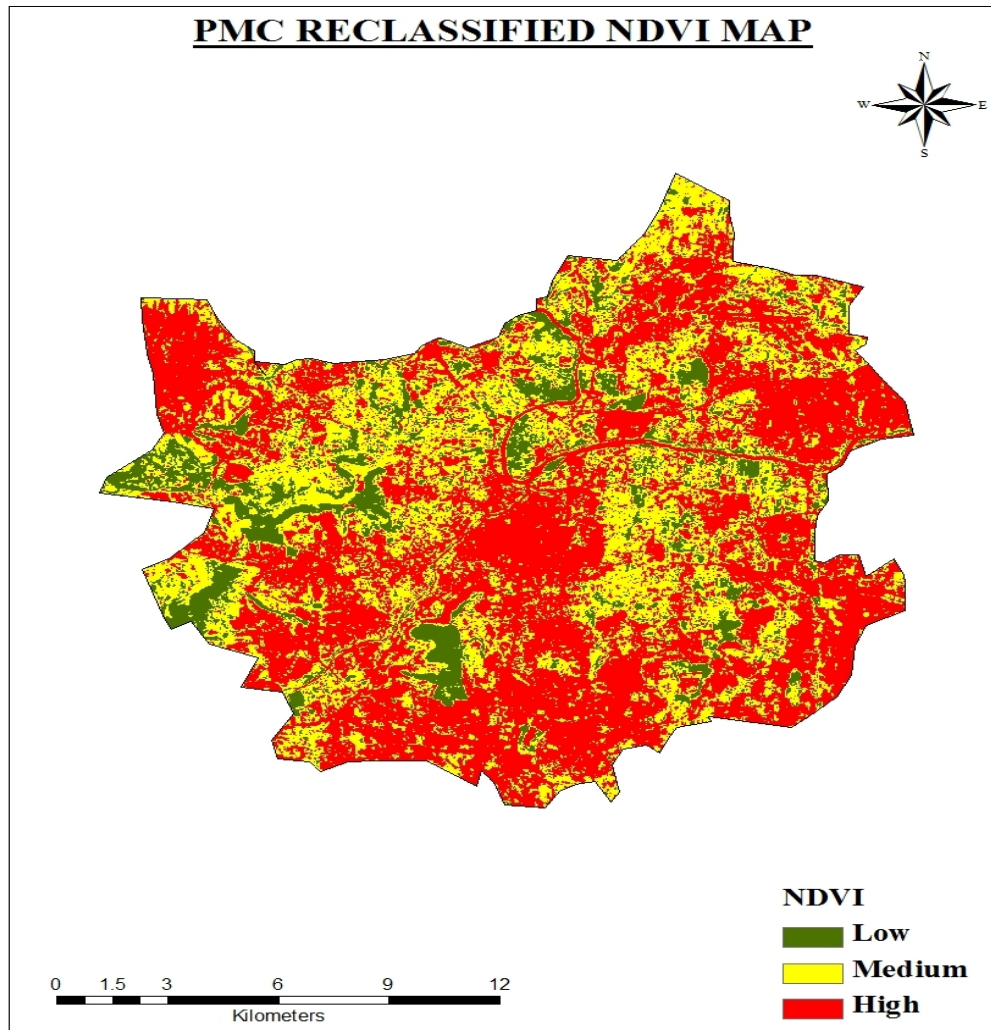 PMC RECLASSIFIED NDVI MAP
N
W E
S
NDVI
Low
Medium
High
0 1.5 3 6 9 12
Kilometers